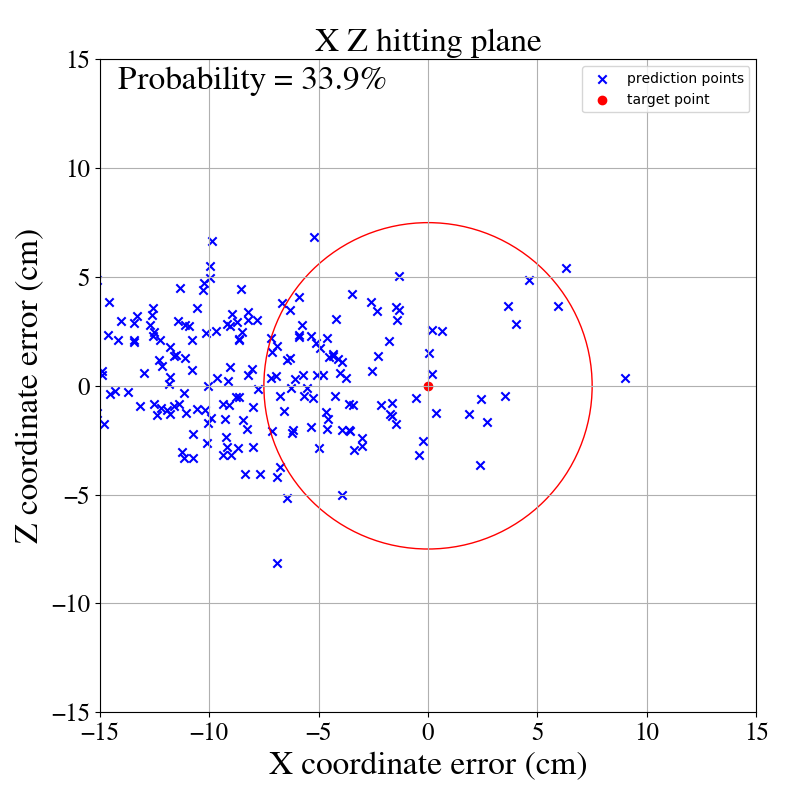 X Z hitting plane
Probability = 33.9%
prediction points
target point
Z coordinate error (cm)
15
10
5
0
−5
−10
−15
−15 −10 −5 0 5 10 15
X coordinate error (cm)